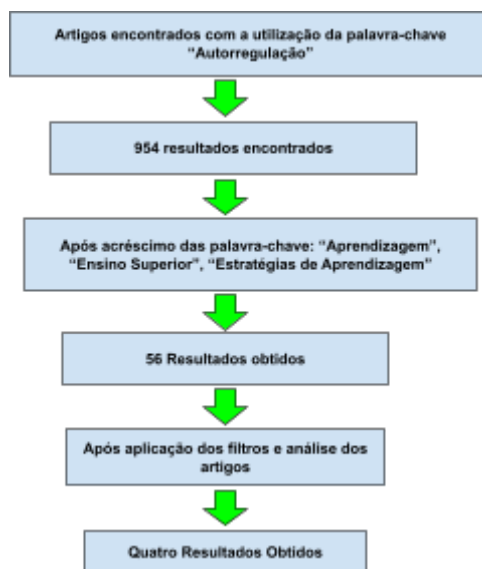 Artigos encontrados com a utilização da palavra-chave
“Autorregulação”
954 resultados encontrados
Após acréscimo das palavra-chave: “Aprendizagem”,
“Ensino Superior”, “Estratégias de Aprendizagem”
56 Resultados obtidos
Após aplicação dos filtros e análise dos
artigos
Quatro Resultados Obtidos